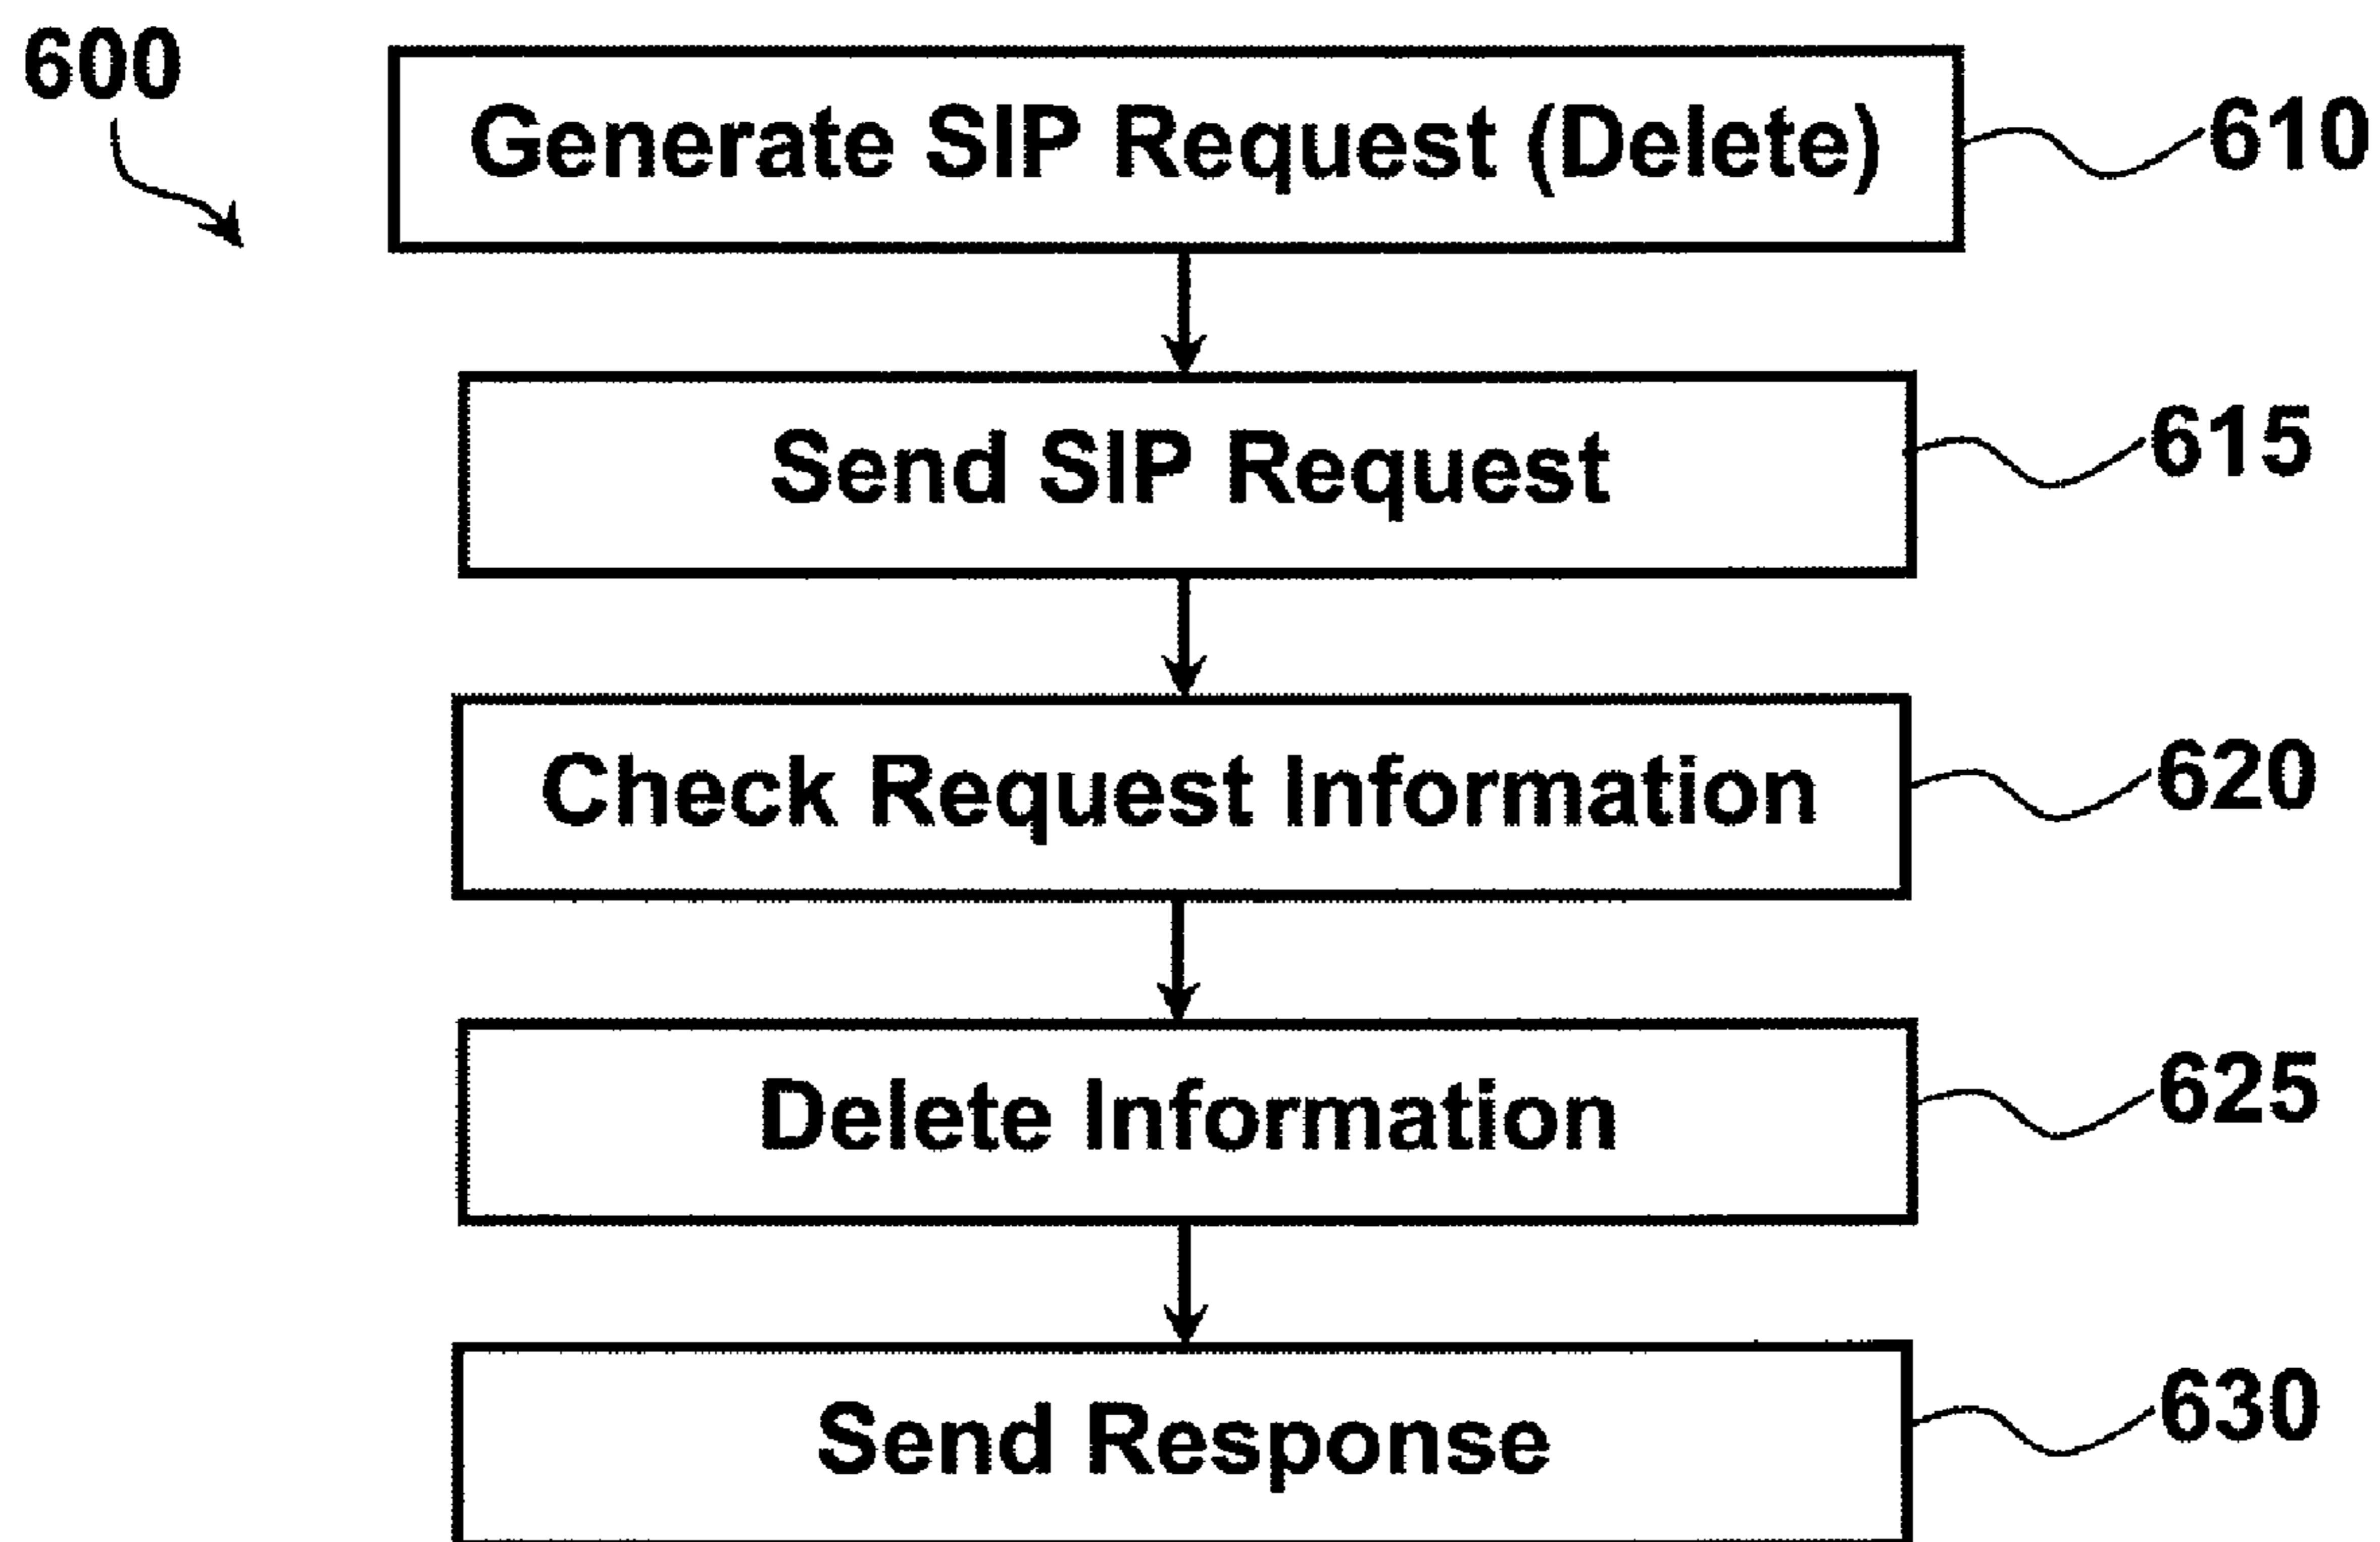 600
Generate SIP Request (Delete)
610
Send SIP Request
615
Check Request Information
620
Delete Information
625
Send Response
630